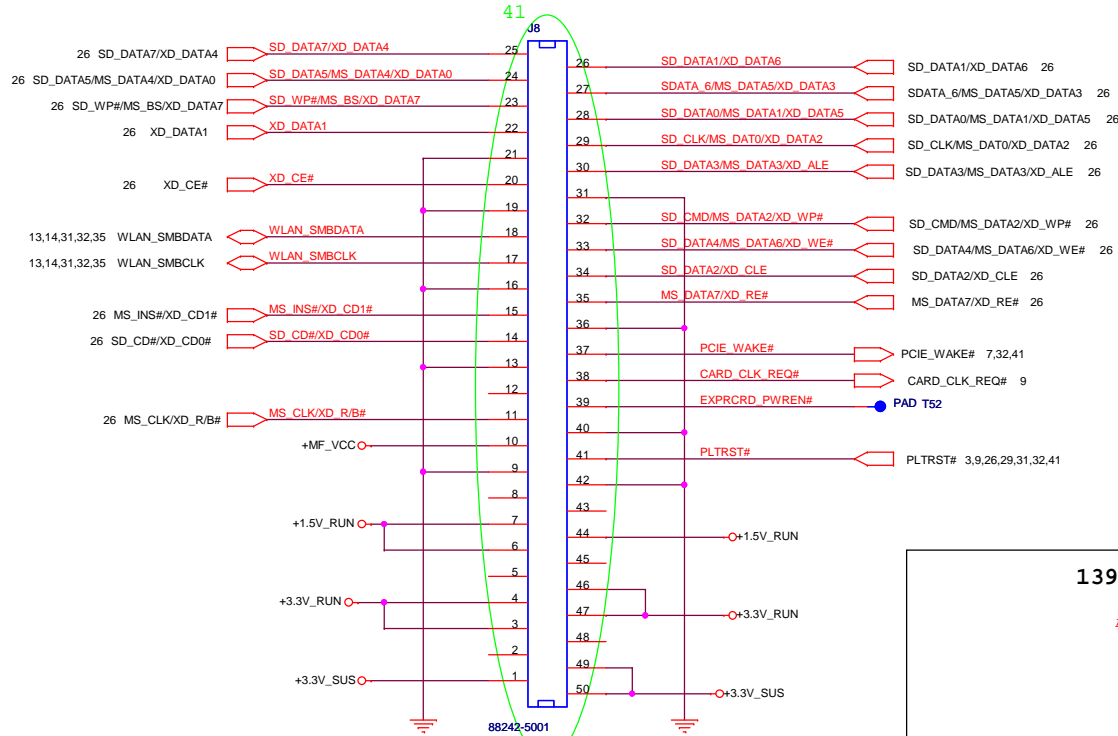 41
J8
26 SD_DATA7/XD_DATA4 SD_DATA7/XD_DATA4 25
26 SD_DATA5/MS_DATA4/XD_DATA0 SD_DATA5/MS_DATA4/XD_DATA0 24
26 SD_WP#/MS_BS/XD_DATA7 SD_WP#/MS_BS/XD_DATA7 23
26 XD_DATA1 XD_DATA1 22
21
26 XD_CE# XD_CE# 20
19
13,14,31,32,35 WLAN_SMBDATA WLAN_SMBDATA 18
13,14,31,32,35 WLAN_SMBCLK WLAN_SMBCLK 17
16
26 MS_INS#/XD_CD1# MS_INS#/XD_CD1# 15
26 SD_CD#/XD_CD0# SD_CD#/XD_CD0# 14
13
12
26 MS_CLK/XD_R/B# MS_CLK/XD_R/B# 11
+MF_VCC 10
9
8
+1.5V_RUN 7
6
5
+3.3V_RUN 4
3
2
+3.3V_SUS 1
26 SD_DATA1/XD_DATA6 SD_DATA1/XD_DATA6 26
27 SDATA_6/MS_DATA5/XD_DATA3 SDATA_6/MS_DATA5/XD_DATA3 26
28 SD_DATA0/MS_DATA1/XD_DATA5 SD_DATA0/MS_DATA1/XD_DATA5 26
29 SD_CLK/MS_DAT0/XD_DATA2 SD_CLK/MS_DAT0/XD_DATA2 26
30 SD_DATA3/MS_DATA3/XD_ALE SD_DATA3/MS_DATA3/XD_ALE 26
31
32 SD_CMD/MS_DATA2/XD_WP# SD_CMD/MS_DATA2/XD_WP# 26
33 SD_DATA4/MS_DATA6/XD_WE# SD_DATA4/MS_DATA6/XD_WE# 26
34 SD_DATA2/XD_CLE SD_DATA2/XD_CLE 26
35 MS_DATA7/XD_RE# MS_DATA7/XD_RE# 26
36
37 PCIE_WAKE# PCIE_WAKE# 7,32,41
38 CARD_CLK_REQ# CARD_CLK_REQ# 9
39 EXPRCRD_PWREN# PAD T52
40
41 PLTRST# PLTRST# 3,9,26,29,31,32,41
42
43
44 +1.5V_RUN
45
46
47 +3.3V_RUN
48
49
50 +3.3V_SUS
88242-5001
139